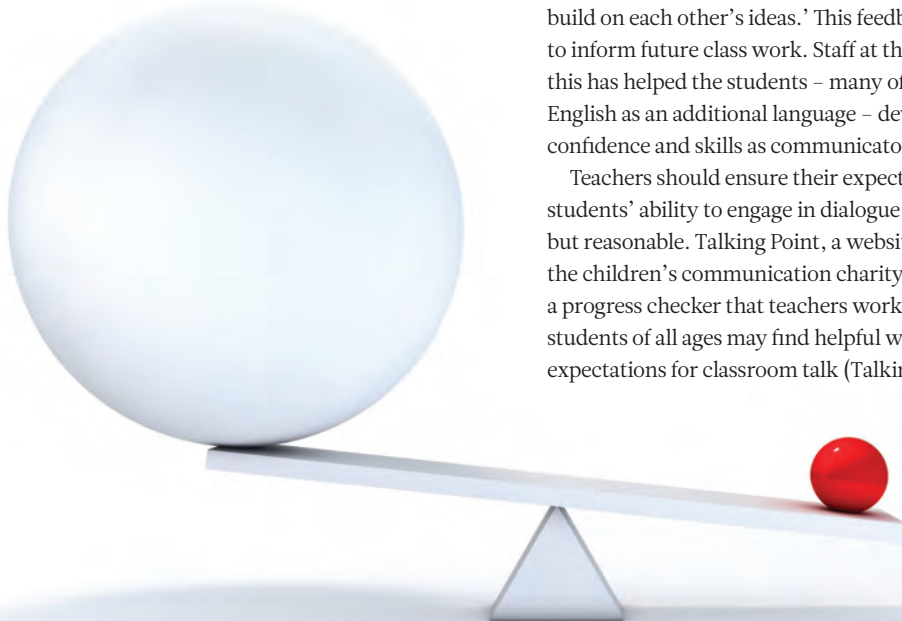 build on each other’s ideas.’ This feedb
to inform future class work. Staff at th
this has helped the students – many of
English as an additional language – dev
confidence and skills as communicato
Teachers should ensure their expect
students’ ability to engage in dialogue
but reasonable. Talking Point, a websit
the children’s communication charity
a progress checker that teachers work
students of all ages may find helpful w
expectations for classroom talk (Talkin